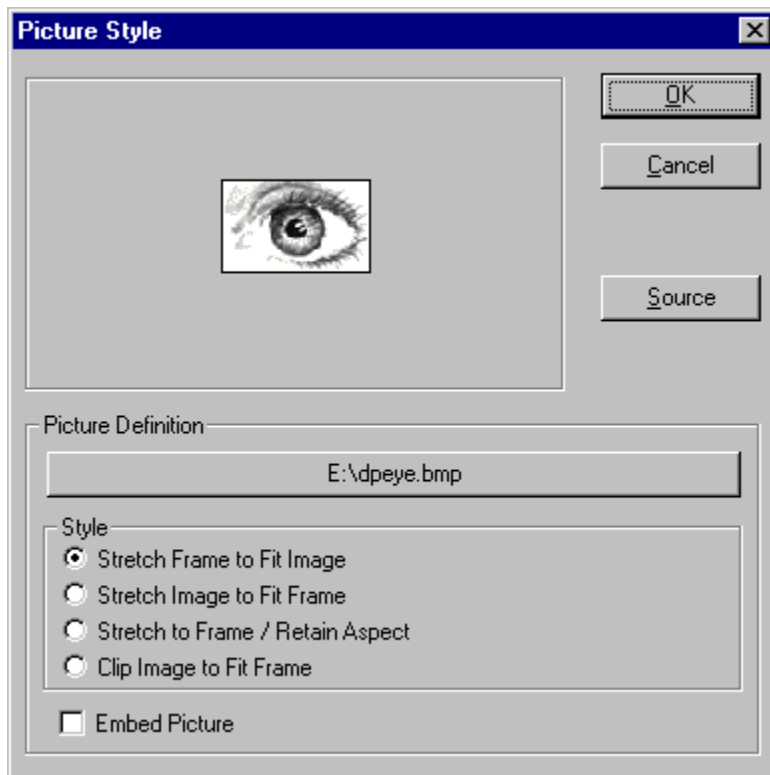 Picture Style
OK
Cancel
Source
Picture Definition
E:\dpeye.bmp
Style
Stretch Frame to Fit Image
Stretch Image to Fit Frame
Stretch to Frame / Retain Aspect
Clip Image to Fit Frame
Embed Picture